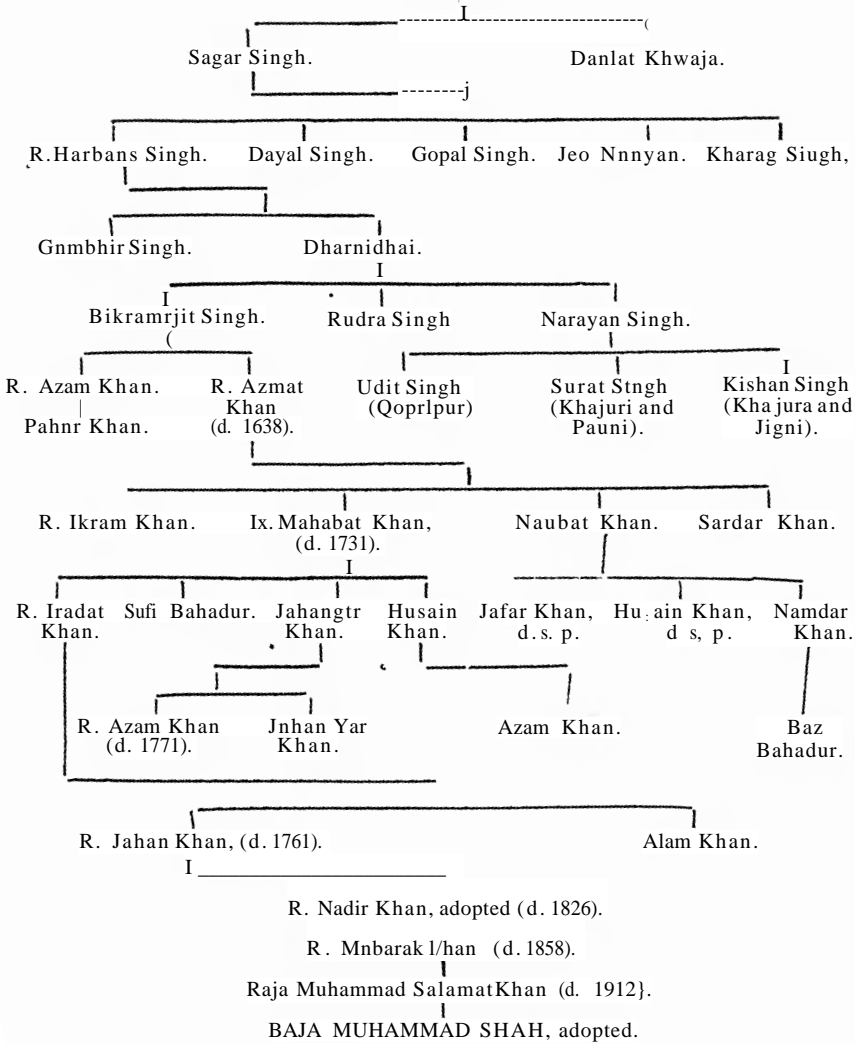 Sagar Singh. Danlat Khwaja.
R.Harbans Singh. Dayal Singh. Gopal Singh. Jeo Nnnyan. Kharag Siugh,
Gnmbhir Singh. Dharnidhai.
Bikramrjit Singh. Rudra Singh Narayan Singh.
R. Azam Khan. R. Azmat Udit Singh Surat Stngh Kishan Singh
Khan (Qoprlpur) (Khajuri and (Khajura and
Pahnr Khan. (d. 1638). Pauni). Jigni).
R. Ikram Khan. Ix. Mahabat Khan, Naubat Khan. Sardar Khan.
(d. 1731).
R. Iradat Sufi Bahadur. Jahangtr Husain Jafar Khan, Hu:ain Khan, Namdar
Khan. Khan. Khan. d.s. p. d s, p. Khan.
R. Azam Khan Jnhan Yar Azam Khan. Baz
(d. 1771). Khan. Bahadur.
R. Jahan Khan, (d. 1761). Alam Khan.
R. Nadir Khan, adopted (d. 1826).
R. Mnbarak l/han (d. 1858).
Raja Muhammad SalamatKhan (d. 1912}.
BAJA MUHAMMAD SHAH, adopted.